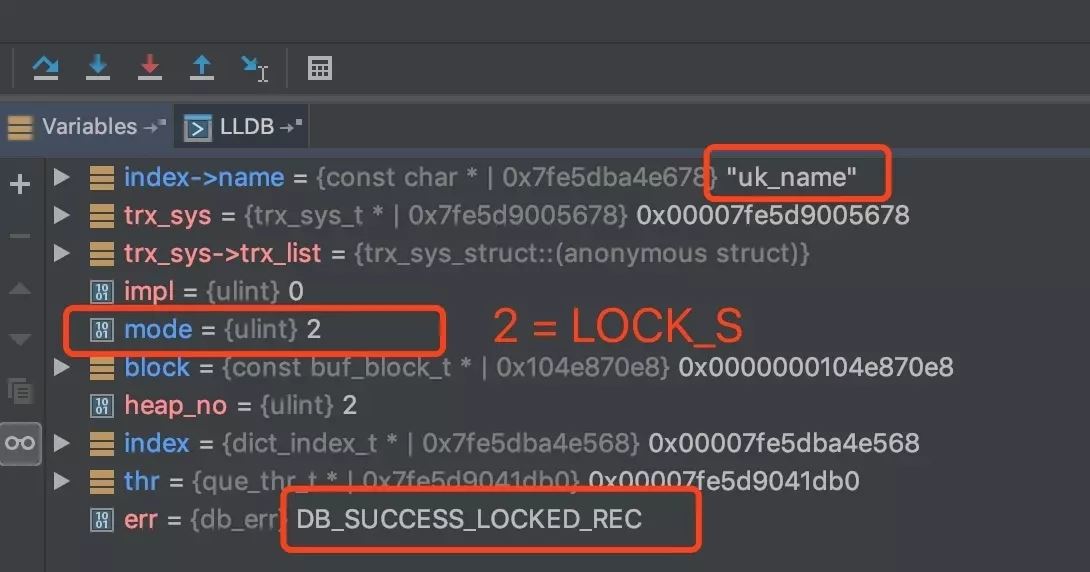 Variables LLDB
index->name = {const char * | 0x7fe5dba4e678} "uk_name"
trx_sys = {trx_sys_t * | 0x7fe5d9005678} 0x00007fe5d9005678
trx_sys->trx_list = {trx_sys_struct::(anonymous struct)}
impl = {ulint} 0
mode = {ulint} 2
2 = LOCK_S
block = {const buf_block_t * | 0x104e870e8} 0x0000000104e870e8
heap_no = {ulint} 2
index = {dict_index_t * | 0x7fe5dba4e568} 0x00007fe5dba4e568
thr = {que_thr_t * | 0x7fe5d9041db0} 0x00007fe5d9041db0
err = {db_err} DB_SUCCESS_LOCKED_REC